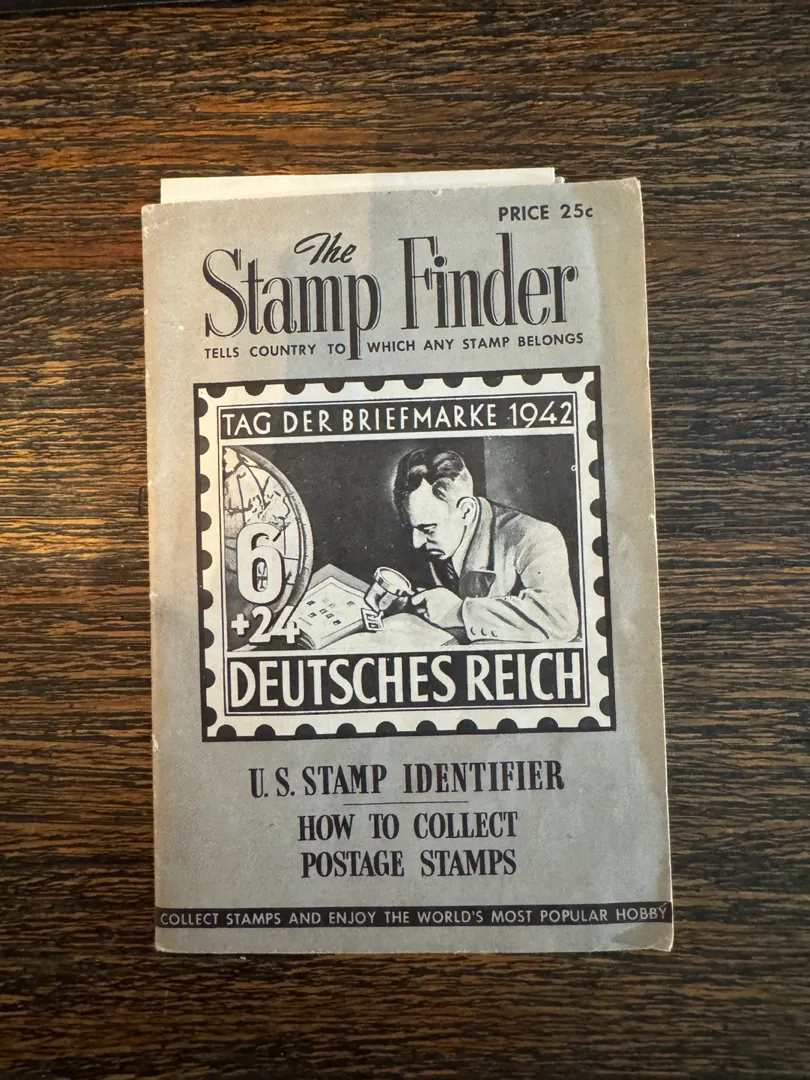 PRICE 25c
The
Stamp Finder
TELLS COUNTRY TO WHICH ANY STAMP BELONGS
TAG DER BRIEFMARKE 1942
6
+24
DEUTSCHES REICH
U. S. STAMP IDENTIFIER
HOW TO COLLECT
POSTAGE STAMPS
COLLECT STAMPS AND ENJOY THE WORLD'S MOST POPULAR HOBBY